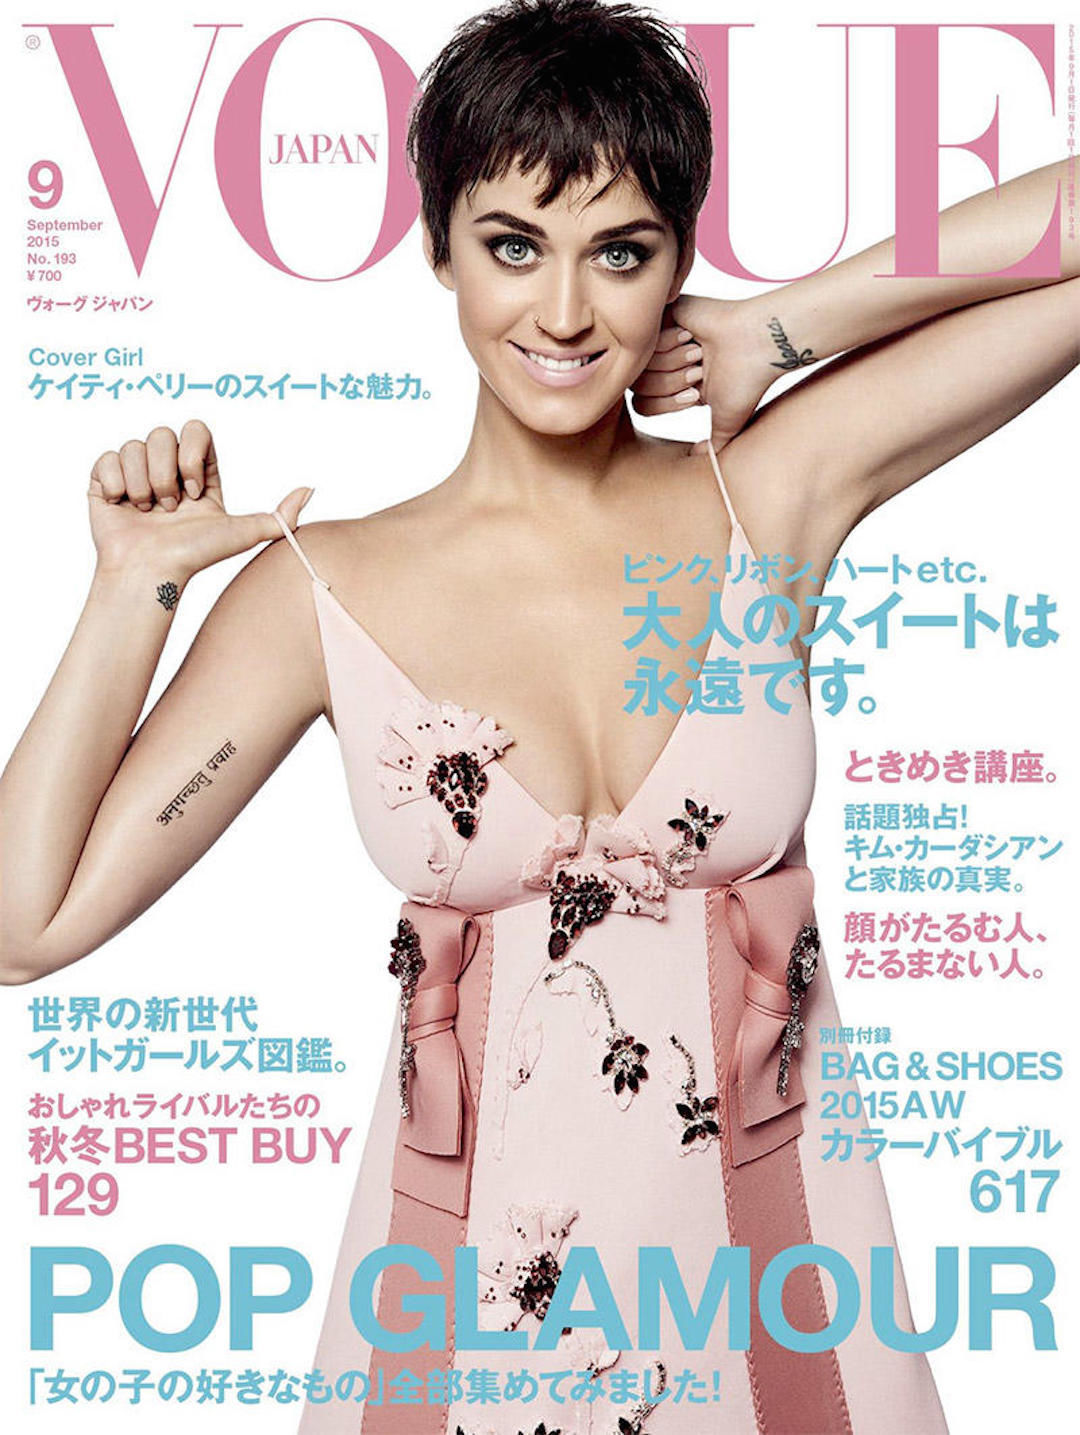 VOGUE
JAPAN
®
9
September
2015
No. 193
¥700
ヴォーグ ジャパン
Cover Girl
ケイティ・ペリーのスイートな魅力。
ピンク、リボン、ハートetc.
大人のスイートは
永遠です。
ときめき講座。
話題独占!
キム・カーダシアン
と家族の真実。
顔がたるむ人、
たるまない人。
अनुगच्छतु प्रवाहं
世界の新世代
イットガールズ図鑑。
おしゃれライバルたちの
秋冬BEST BUY
129
別冊付録
BAG & SHOES
2015AW
カラーバイブル
617
POP GLAMOUR
「女の子の好きなもの」全部集めてみました!